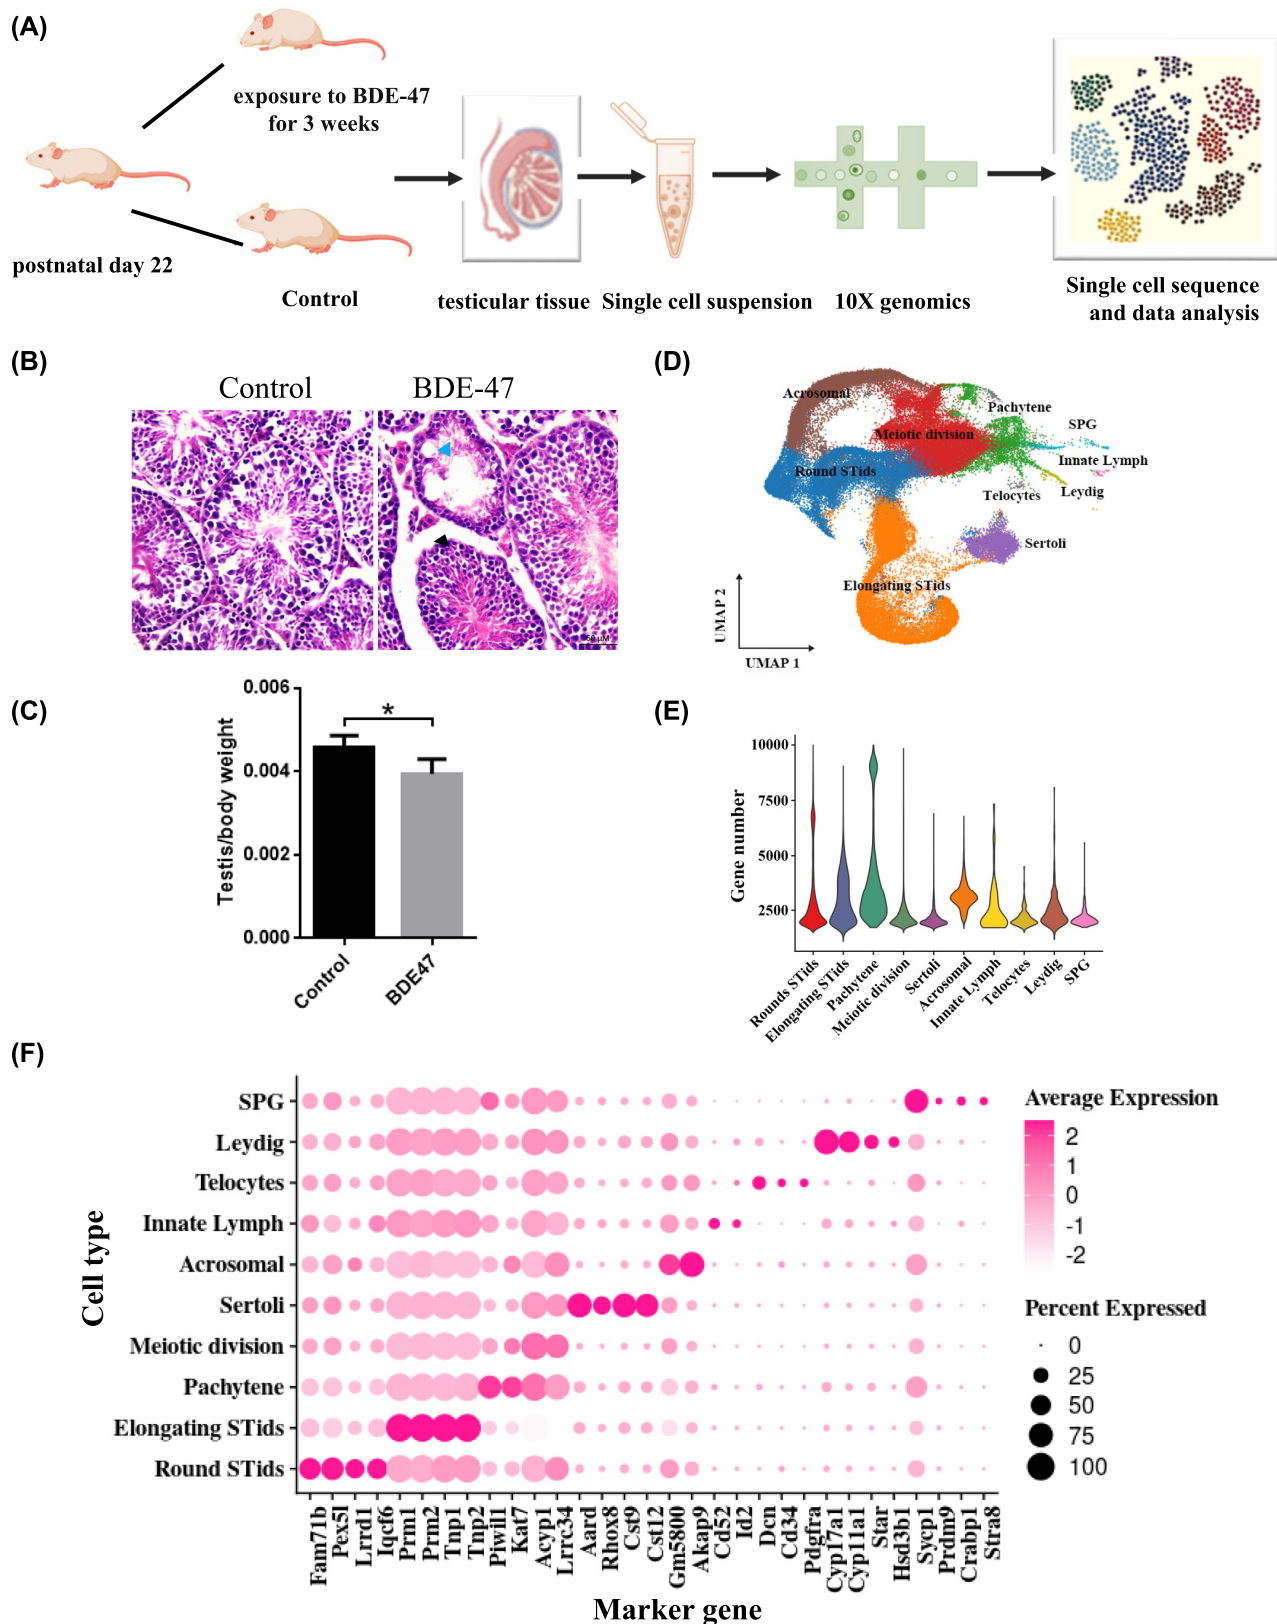 (A)
exposure to BDE-47
for 3 weeks
postnatal day 22
Control
testicular tissue
Single cell suspension
10X genomics
Single cell sequence
and data analysis
(B)
Control
BDE-47
50 μM
(C)
0.006
0.004
0.002
0.000
Testis/body weight
*
Control
BDE47
(D)
Acrosomal
Pachytene
SPG
Meiotic division
Innate Lymph
Round STids
Telocytes
Leydig
Sertoli
Elongating STids
UMAP 2
UMAP 1
(E)
10000
7500
5000
2500
Gene number
Rounds STids
Elongating STids
Pachytene
Meiotic division
Sertoli
Acrosomal
Innate Lymph
Telocytes
Leydig
SPG
(F)
Cell type
SPG
Leydig
Telocytes
Innate Lymph
Acrosomal
Sertoli
Meiotic division
Pachytene
Elongating STids
Round STids
Fam71b
Pex5l
Lrrd1
Iqcf6
Prm1
Prm2
Tnp1
Tnp2
Piwil1
Kat7
Acyp1
Lrrc34
Aard
Rhox8
Cst9
Cst12
Gm5800
Akap9
Cd52
Id2
Dcn
Cd34
Pdgfra
Cyp17a1
Cyp11a1
Star
Hsd3b1
Sycp1
Prdm9
Crabp1
Stra8
Marker gene
Average Expression
2
1
0
-1
-2
Percent Expressed
0
25
50
75
100